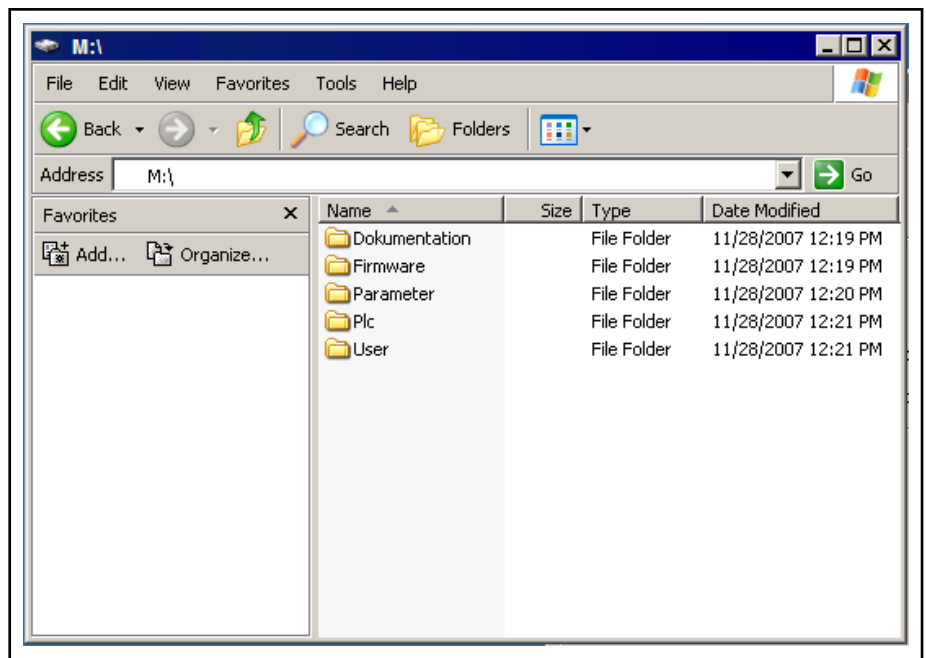 M:\
File Edit View Favorites Tools Help
Back Search Folders
Address M:\ Go
Favorites x
Add... Organize...
Name Size Type Date Modified
Dokumentation File Folder 11/28/2007 12:19 PM
Firmware File Folder 11/28/2007 12:19 PM
Parameter File Folder 11/28/2007 12:20 PM
Plc File Folder 11/28/2007 12:21 PM
User File Folder 11/28/2007 12:21 PM